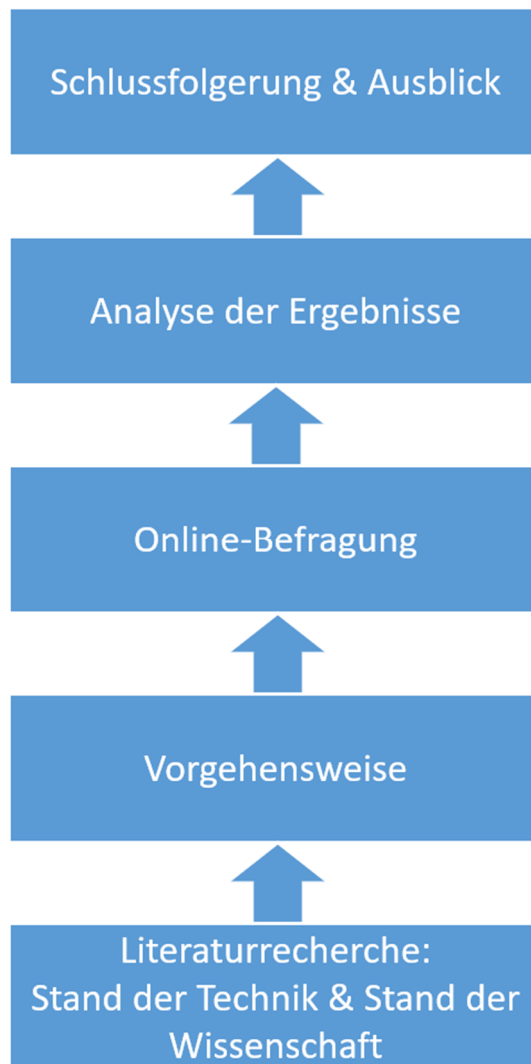 Schlussfolgerung & Ausblick
Analyse der Ergebnisse
Online-Befragung
Vorgehensweise
Literaturrecherche:
Stand der Technik & Stand der
Wissenschaft